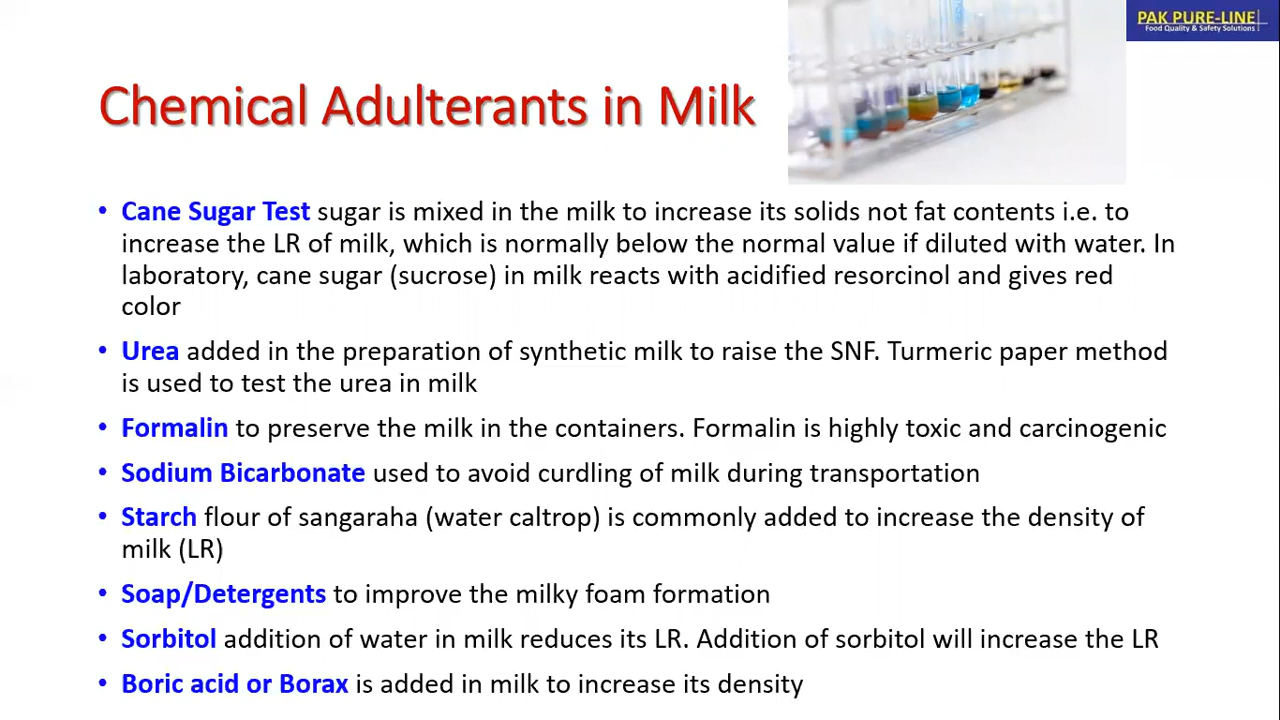 PAK PURE-LINE
Food Quality & Safety Solutions
Chemical Adulterants in Milk
• Cane Sugar Test sugar is mixed in the milk to increase its solids not fat contents i.e. to
increase the LR of milk, which is normally below the normal value if diluted with water. In
laboratory, cane sugar (sucrose) in milk reacts with acidified resorcinol and gives red
color
• Urea added in the preparation of synthetic milk to raise the SNF. Turmeric paper method
is used to test the urea in milk
• Formalin to preserve the milk in the containers. Formalin is highly toxic and carcinogenic
• Sodium Bicarbonate used to avoid curdling of milk during transportation
• Starch flour of sangaraha (water caltrop) is commonly added to increase the density of
milk (LR)
• Soap/Detergents to improve the milky foam formation
• Sorbitol addition of water in milk reduces its LR. Addition of sorbitol will increase the LR
• Boric acid or Borax is added in milk to increase its density